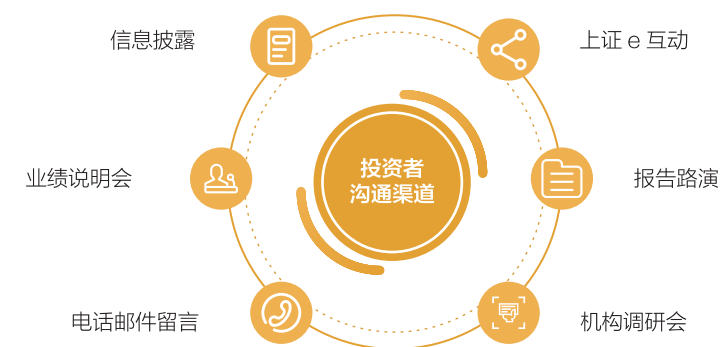 信息披露
上证 e 互动
投资者
沟通渠道
业绩说明会
报告路演
电话邮件留言
机构调研会